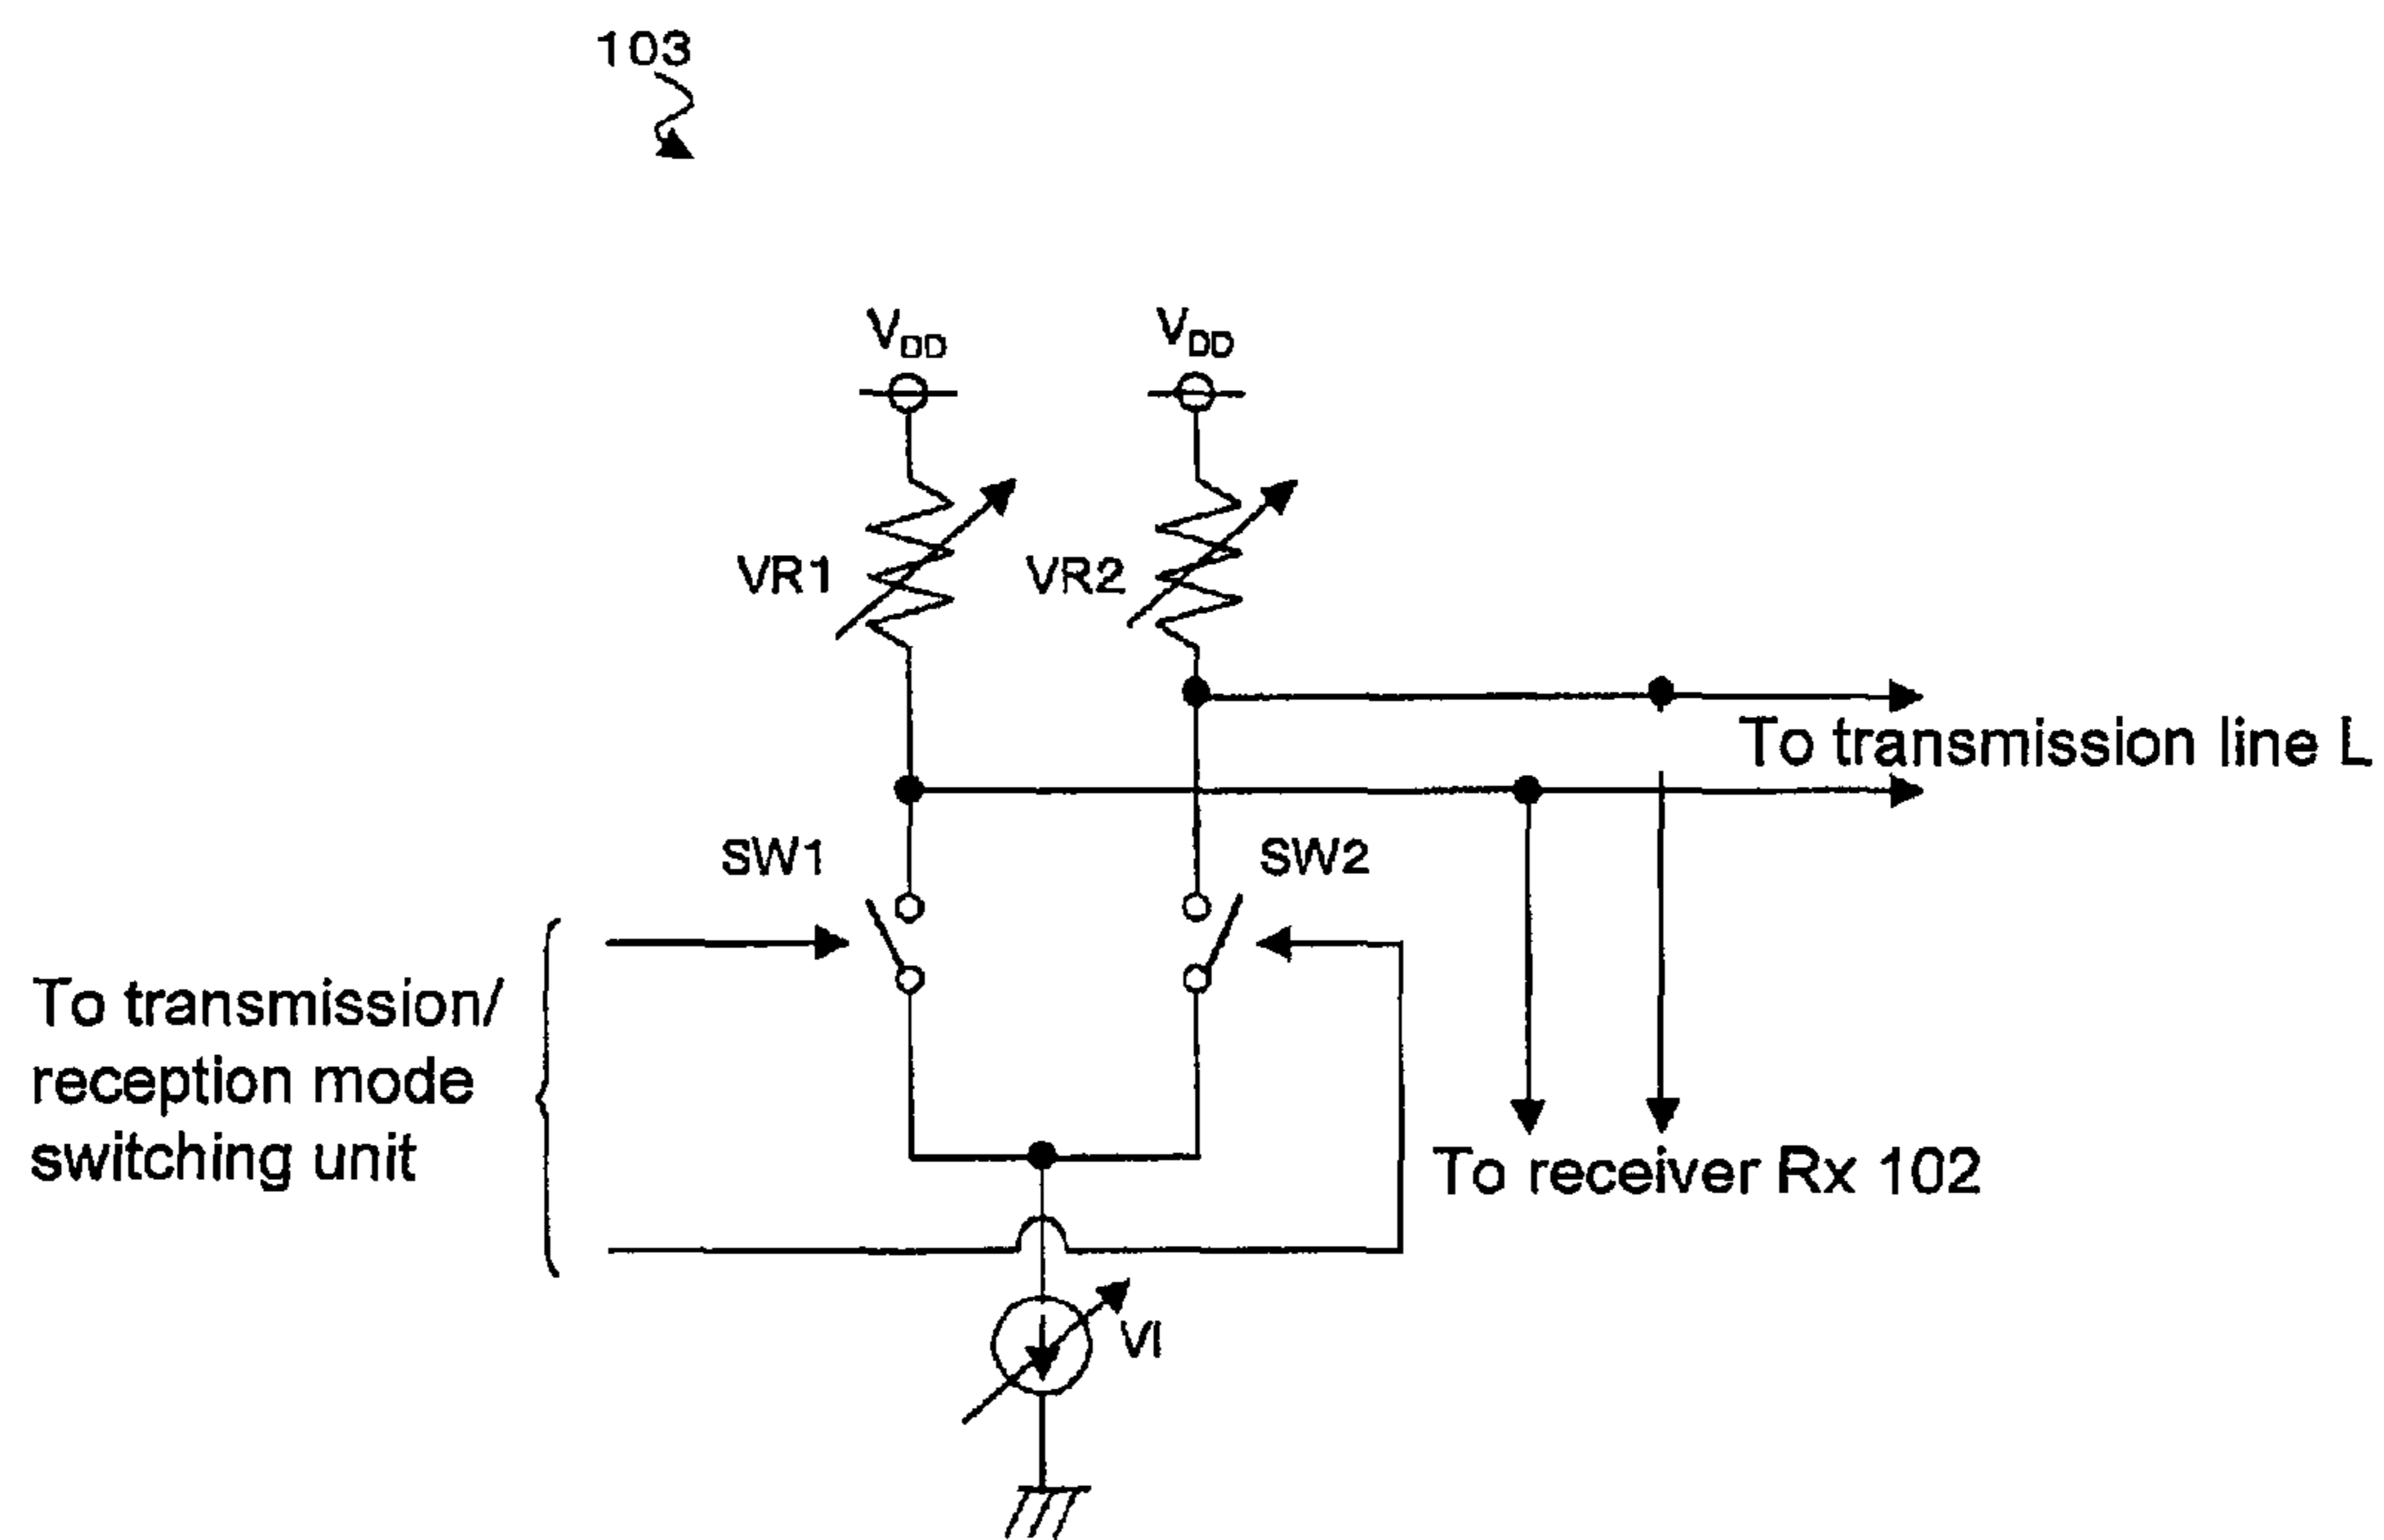 103
VDD
VDD
VR1
VR2
To transmission line L
SW1
SW2
To transmission/
reception mode
switching unit
To receiver Rx 102
VI